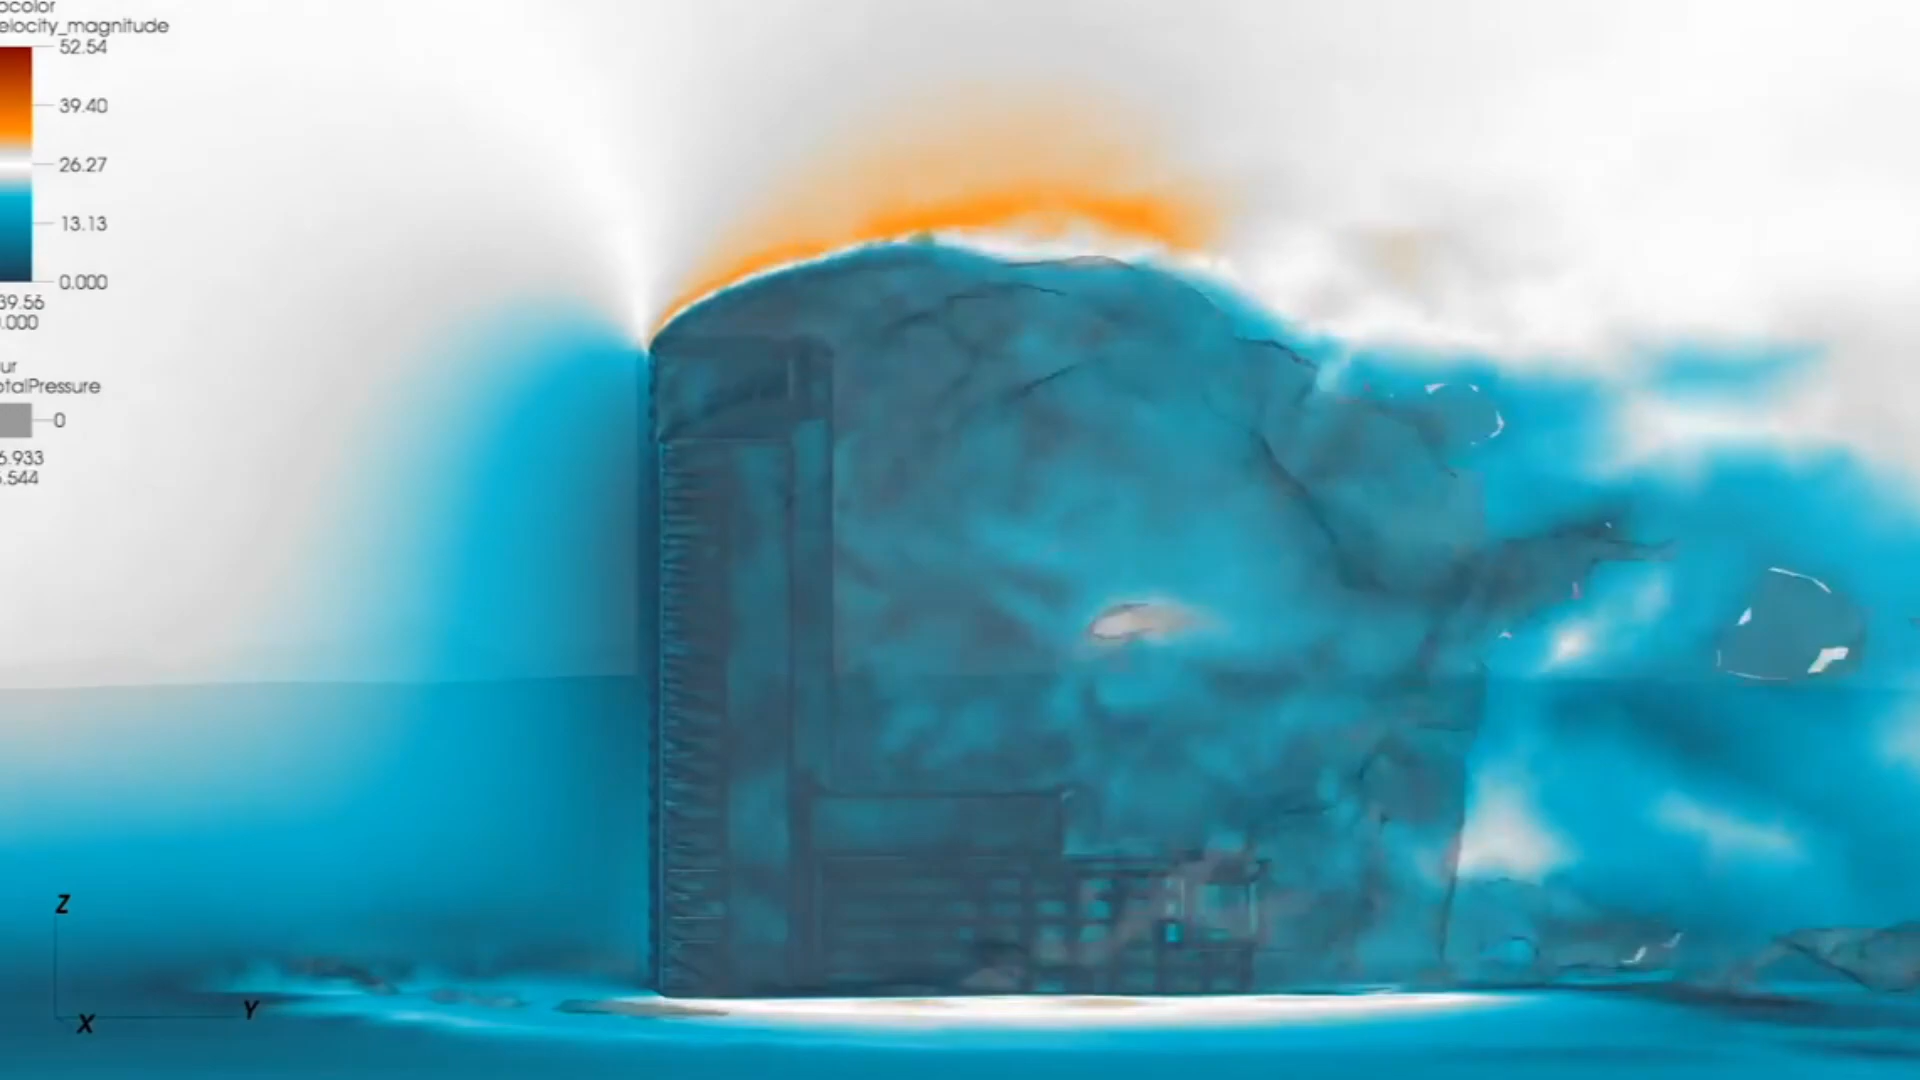 ocolor
elocity_magnitude
52.54
39.40
26.27
13.13
0.000
39.56
.000
ur
otalPressure
0
6.933
.544
Z
X
Y